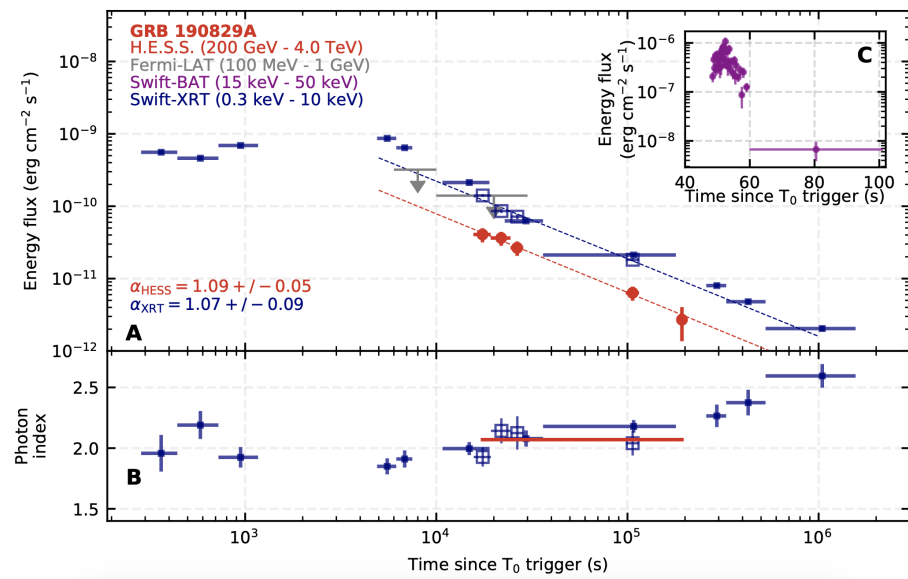 GRB 190829A
H.E.S.S. (200 GeV - 4.0 TeV)
Fermi-LAT (100 MeV - 1 GeV)
Swift-BAT (15 keV - 50 keV)
Swift-XRT (0.3 keV - 10 keV)
Energy flux (erg cm⁻² s⁻¹)
10⁻⁸
10⁻⁹
10⁻¹⁰
10⁻¹¹
10⁻¹²
α_HESS = 1.09 +/− 0.05
α_XRT = 1.07 +/− 0.09
A
C
Energy flux
(erg cm⁻² s⁻¹)
10⁻⁶
10⁻⁷
10⁻⁸
40 60 80 100
Time since T₀ trigger (s)
Photon
index
2.5
2.0
1.5
B
10³ 10⁴ 10⁵ 10⁶
Time since T₀ trigger (s)